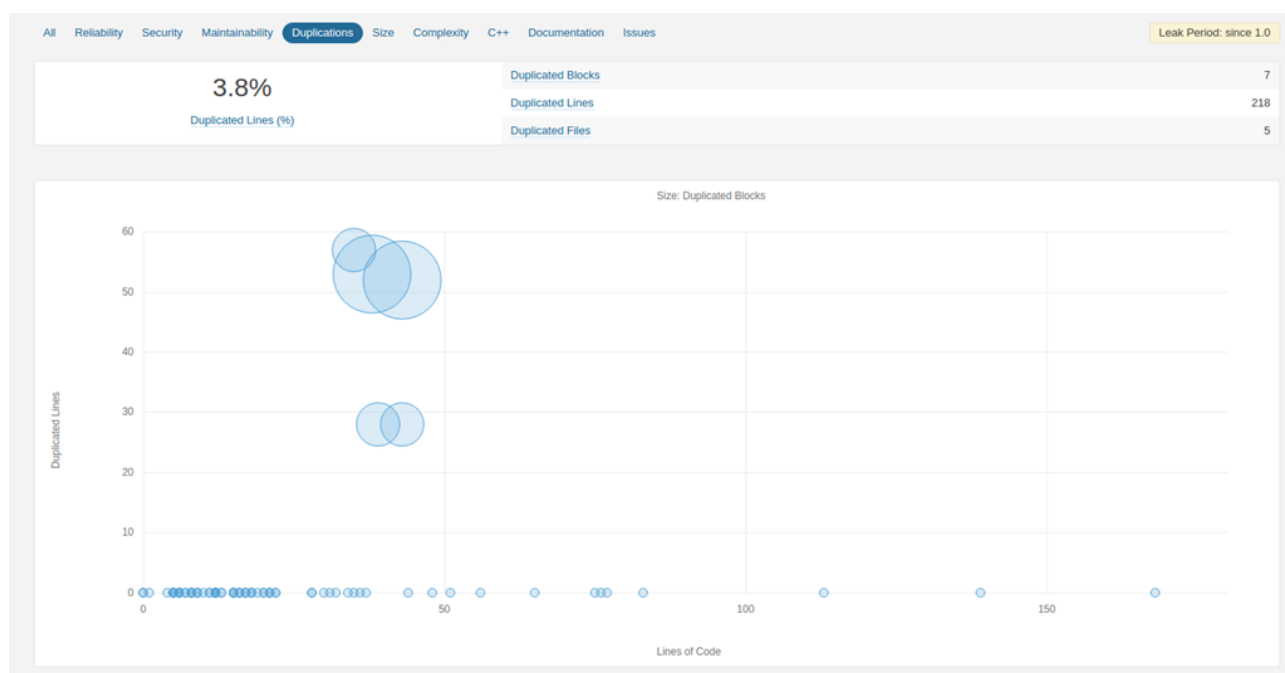 All Reliability Security Maintainability Duplications Size Complexity C++ Documentation Issues Leak Period: since 1.0
3.8%
Duplicated Lines (%)
Duplicated Blocks 7
Duplicated Lines 218
Duplicated Files 5
Size: Duplicated Blocks
60
50
40
30
20
10
0
Duplicated Lines
0 50 100 150
Lines of Code